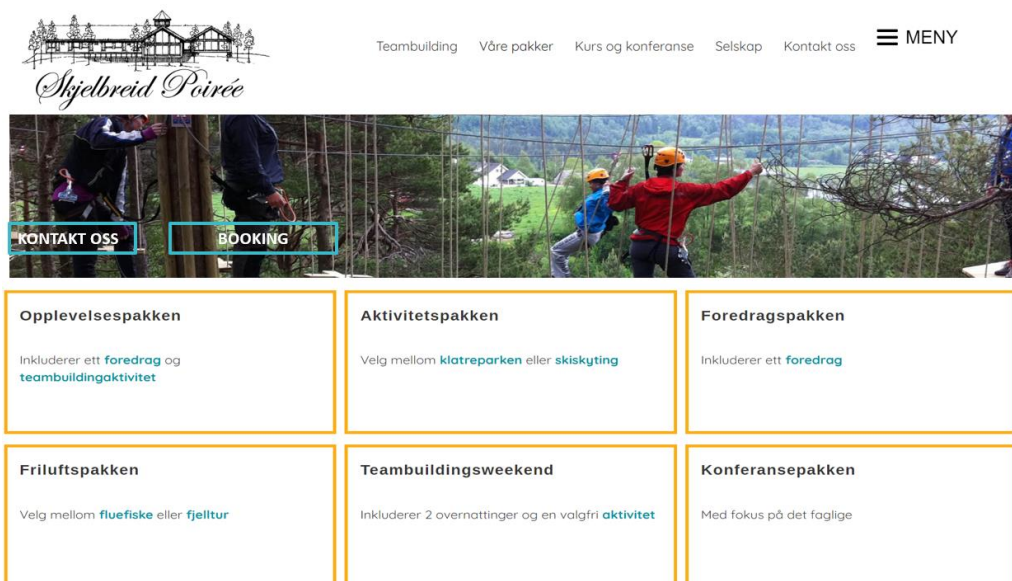 Skjelbreid Poirée
Teambuilding Våre pakker Kurs og konferanse Selskap Kontakt oss MENY
KONTAKT OSS BOOKING
Opplevelsespakken
Inkluderer ett foredrag og
teambuildingaktivitet
Aktivitetspakken
Velg mellom klatreparken eller skiskyting
Foredragspakken
Inkluderer ett foredrag
Friluftspakken
Velg mellom fluefiske eller fjelltur
Teambuildingsweekend
Inkluderer 2 overnattinger og en valgfri aktivitet
Konferansepakken
Med fokus på det faglige